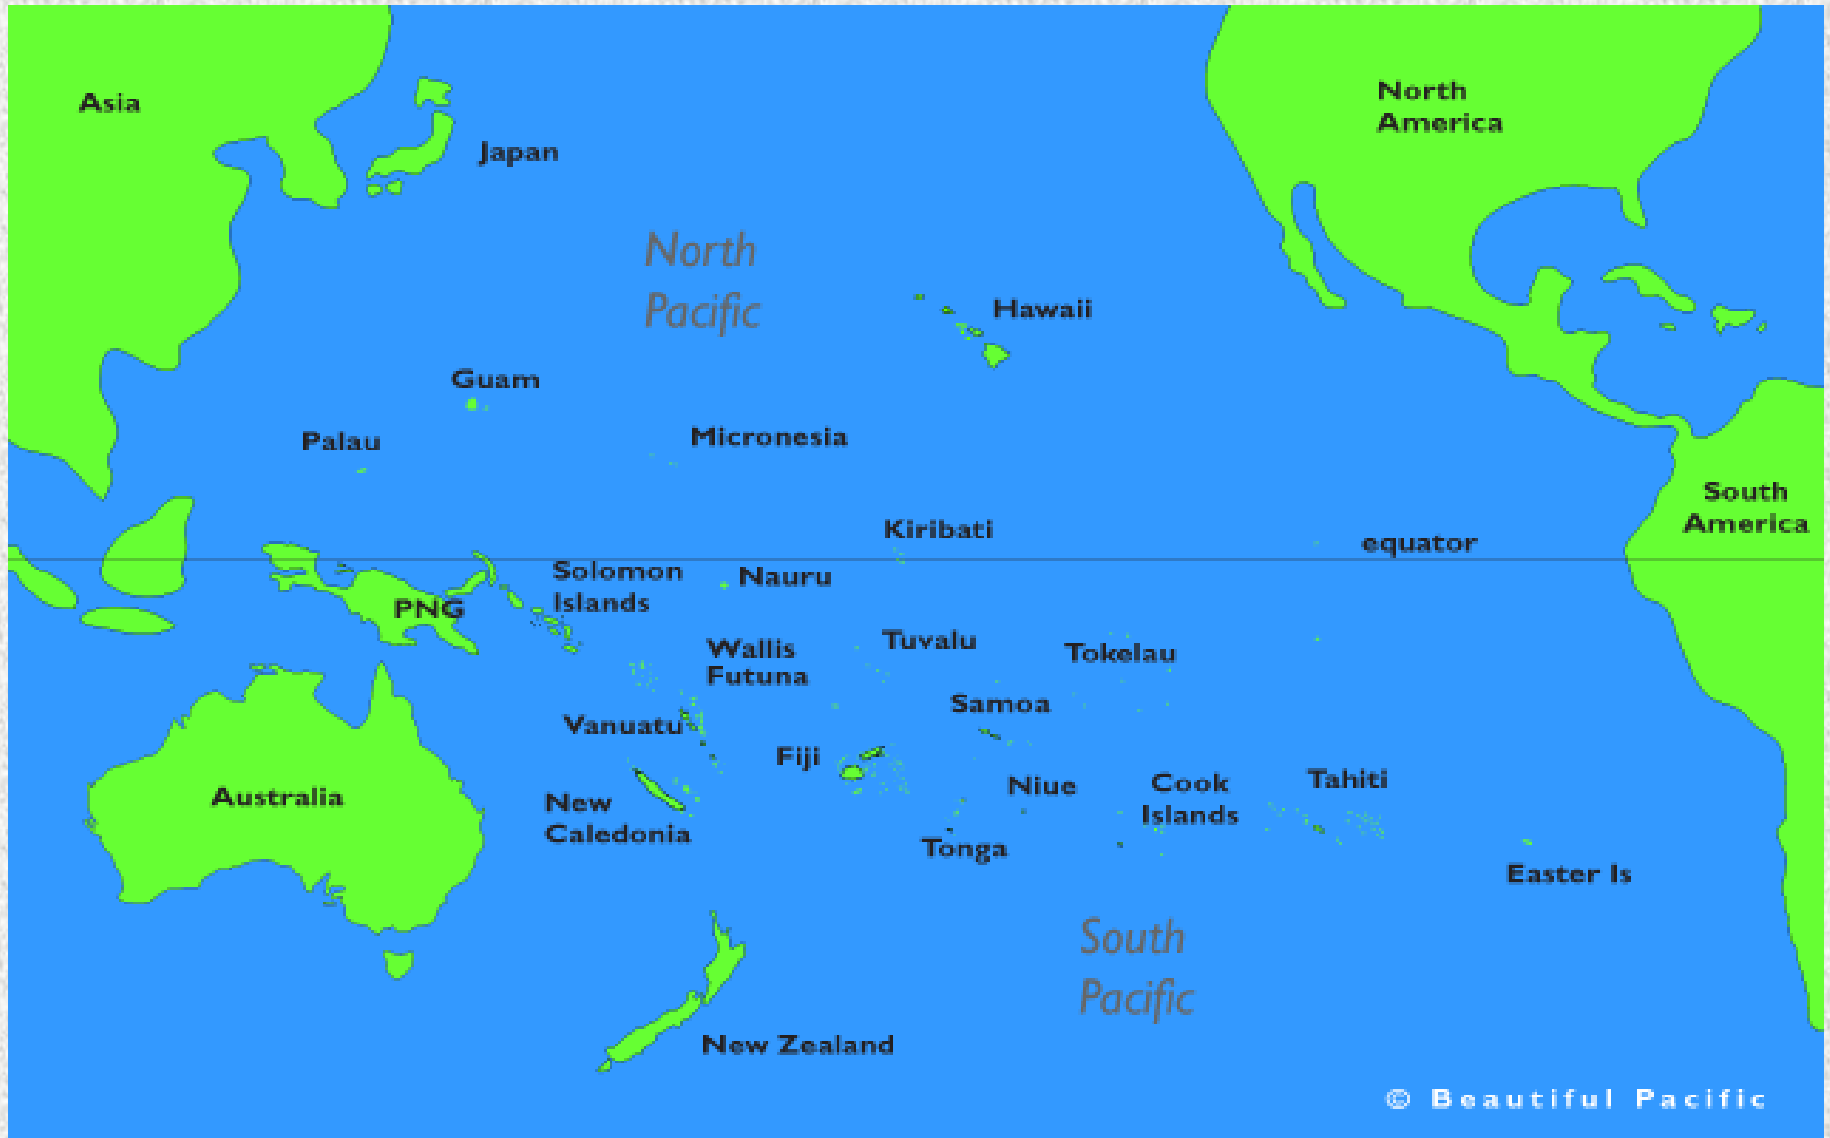 Asia
North
America
Japan
North
Pacific
Hawaii
Guam
Micronesia
Palau
South
America
Kiribati
equator
Solomon
Islands
Nauru
PNG
Wallis
Futuna
Tuvalu
Tokelau
Samoa
Vanuatu
Fiji
Australia
New
Caledonia
Niue
Cook
Islands
Tahiti
Tonga
Easter Is
South
Pacific
New Zealand
© Beautiful Pacific